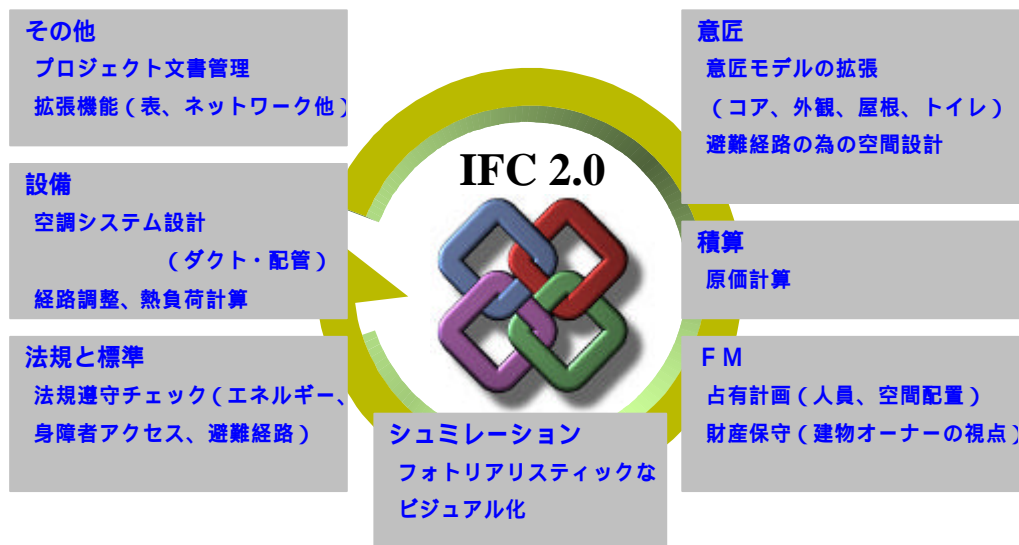 その他
プロジェクト文書管理
拡張機能(表、ネットワーク他)
設備
空調システム設計
(ダクト・配管)
経路調整、熱負荷計算
法規と標準
法規遵守チェック(エネルギー、
身障者アクセス、避難経路)
IFC 2.0
シュミレーション
フォトリアリスティックな
ビジュアル化
意匠
意匠モデルの拡張
(コア、外観、屋根、トイレ)
避難経路の為の空間設計
積算
原価計算
FM
占有計画(人員、空間配置)
財産保守(建物オーナーの視点)